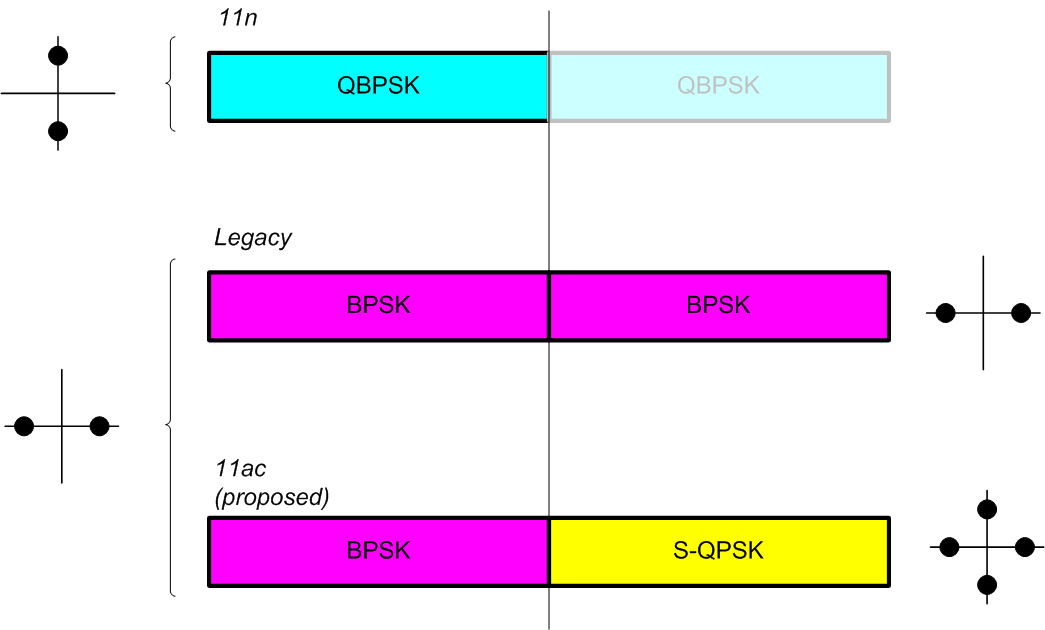 11n
QBPSK QBPSK
Legacy
BPSK BPSK
11ac
(proposed)
BPSK S-QPSK